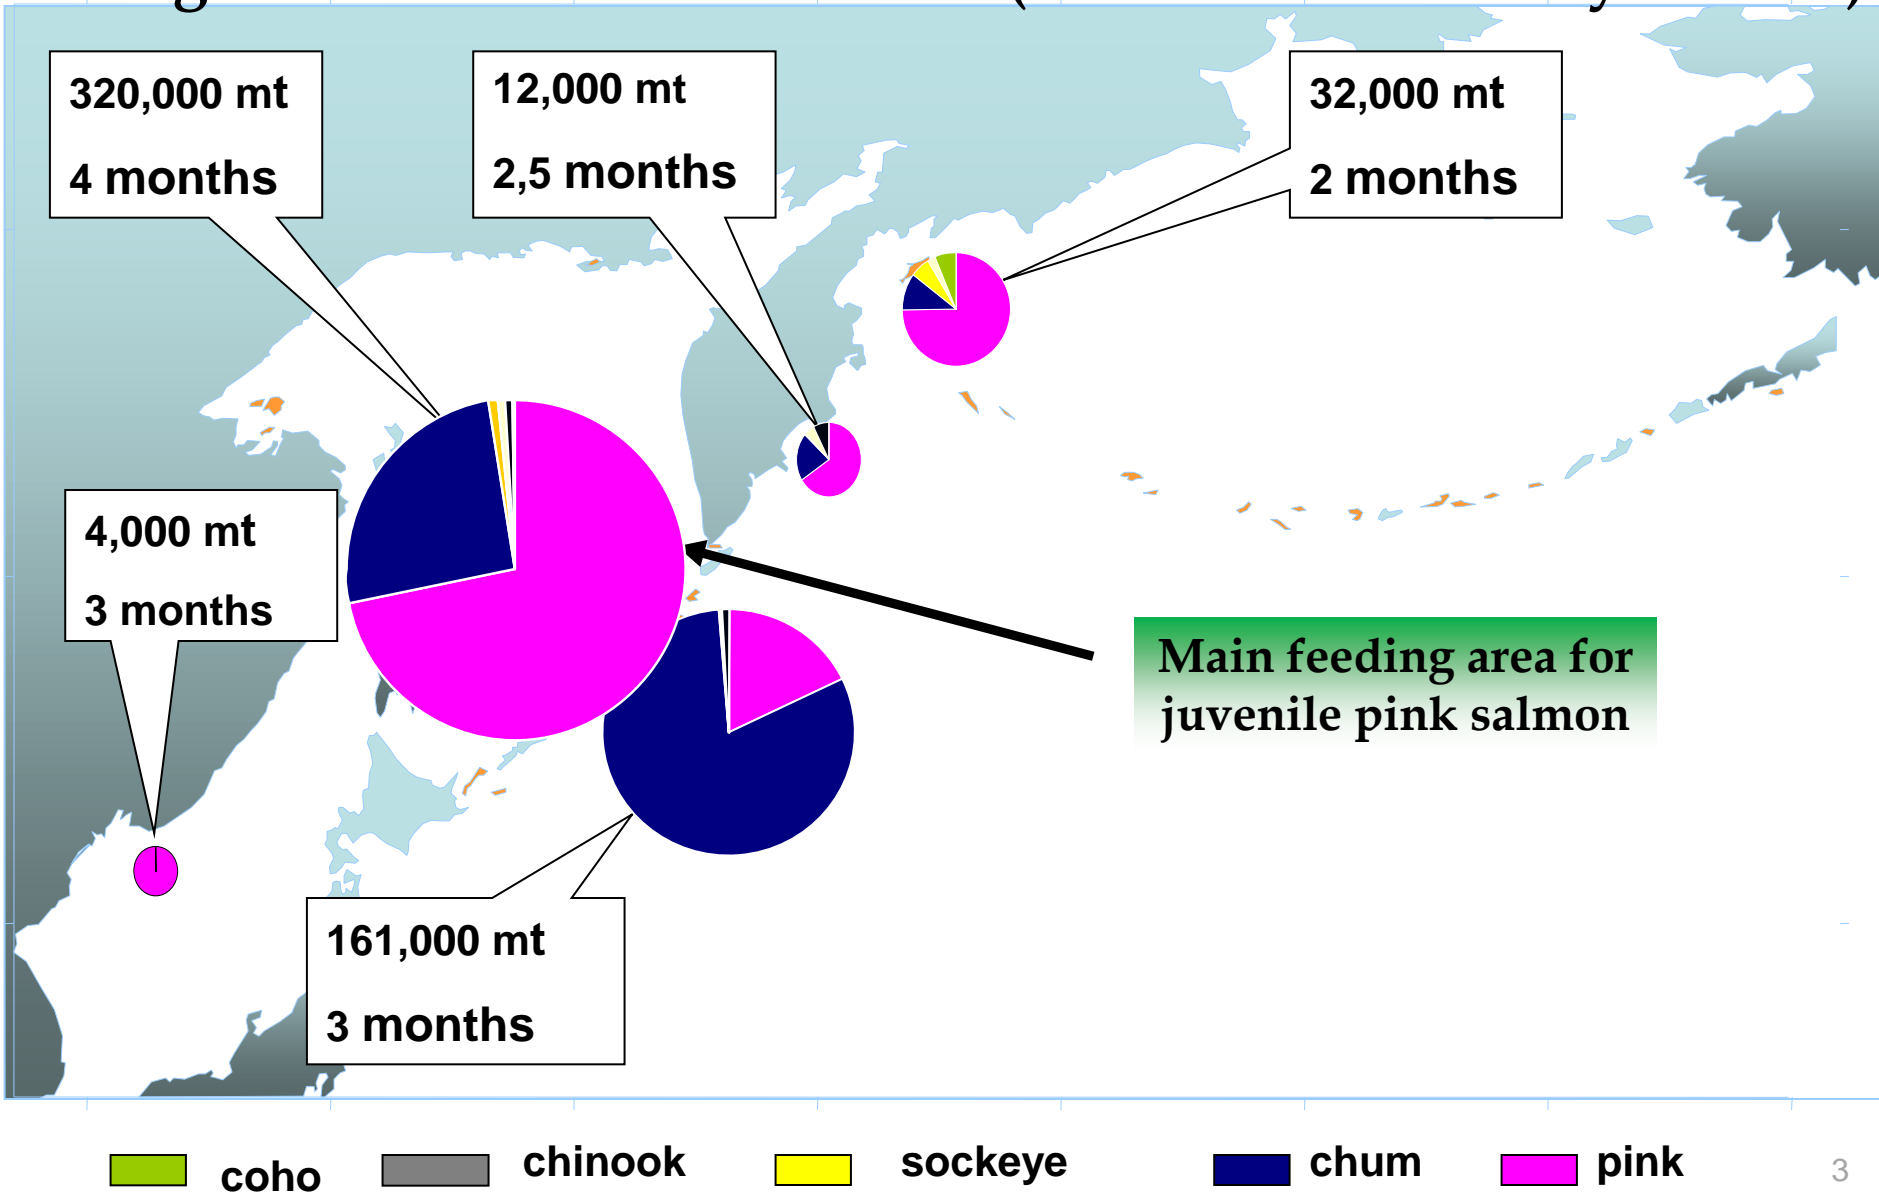 320,000 mt
4 months
12,000 mt
2,5 months
32,000 mt
2 months
4,000 mt
3 months
Main feeding area for
juvenile pink salmon
161,000 mt
3 months
coho
chinook
sockeye
chum
pink
3